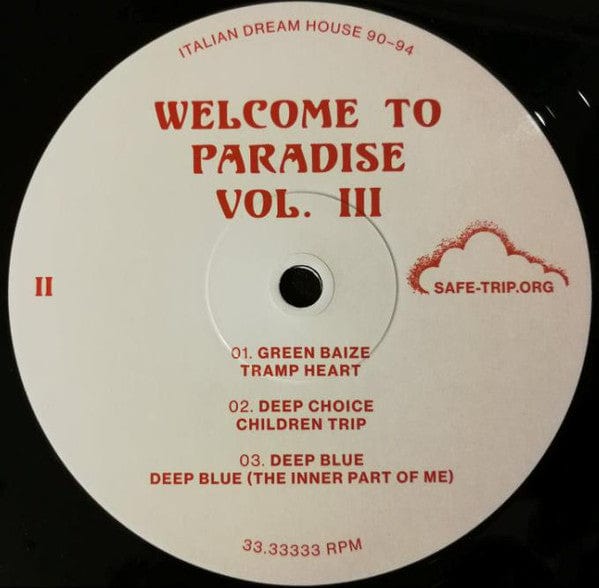 ITALIAN DREAM HOUSE 90–94
WELCOME TO
PARADISE
VOL. III
II
SAFE-TRIP.ORG
01. GREEN BAIZE
TRAMP HEART
02. DEEP CHOICE
CHILDREN TRIP
03. DEEP BLUE
DEEP BLUE (THE INNER PART OF ME)
33.33333 RPM